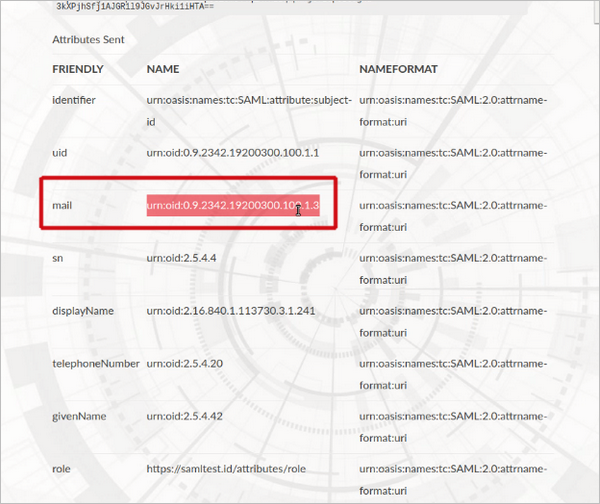 3kXPjhSfj1AJGRl19JGvJrHki1iHTA==
Attributes Sent
FRIENDLY NAME NAMEFORMAT
identifier urn:oasis:names:tc:SAML:attribute:subject- urn:oasis:names:tc:SAML:2.0:attrname-
id format:uri
uid urn:oid:0.9.2342.19200300.100.1.1 urn:oasis:names:tc:SAML:2.0:attrname-
format:uri
mail urn:oid:0.9.2342.19200300.100.1.3 urn:oasis:names:tc:SAML:2.0:attrname-
format:uri
sn urn:oid:2.5.4.4 urn:oasis:names:tc:SAML:2.0:attrname-
format:uri
displayName urn:oid:2.16.840.1.113730.3.1.241 urn:oasis:names:tc:SAML:2.0:attrname-
format:uri
telephoneNumber urn:oid:2.5.4.20 urn:oasis:names:tc:SAML:2.0:attrname-
format:uri
givenName urn:oid:2.5.4.42 urn:oasis:names:tc:SAML:2.0:attrname-
format:uri
role https://samltest.id/attributes/role urn:oasis:names:tc:SAML:2.0:attrname-
format:uri